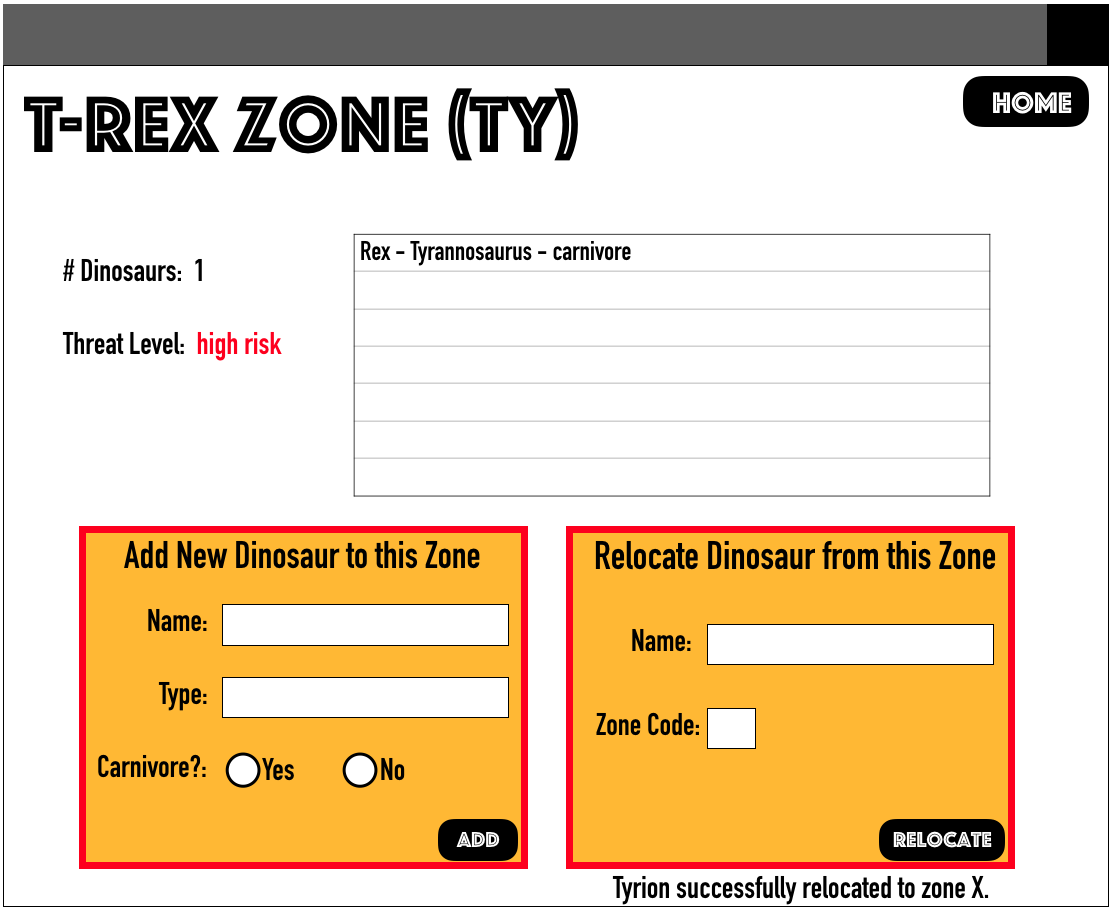 T-REX ZONE (TY)
HOME
# Dinosaurs: 1
Threat Level: high risk
Rex - Tyrannosaurus - carnivore
Add New Dinosaur to this Zone
Name:
Type:
Carnivore?:
Yes
No
ADD
Relocate Dinosaur from this Zone
Name:
Zone Code:
RELOCATE
Tyrion successfully relocated to zone X.